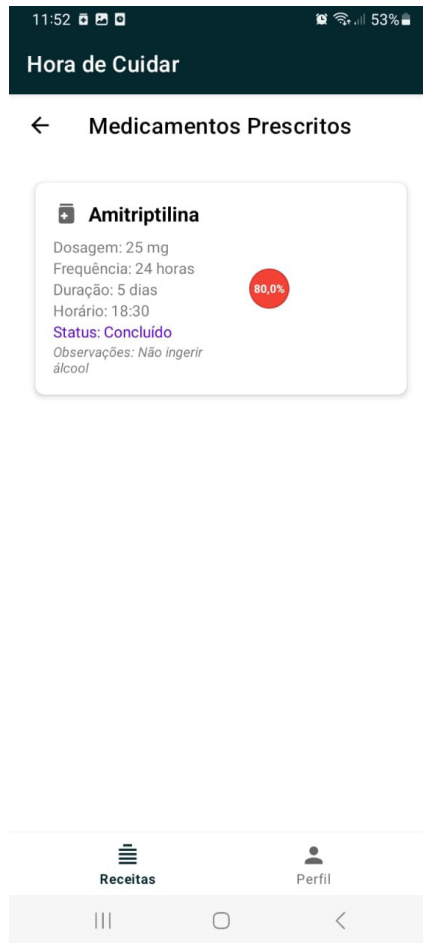 11:52 53%
Hora de Cuidar
Medicamentos Prescritos
Amitriptilina
Dosagem: 25 mg
Frequência: 24 horas
Duração: 5 dias
80,0%
Horário: 18:30
Status: Concluído
Observações: Não ingerir
álcool
Receitas
Perfil